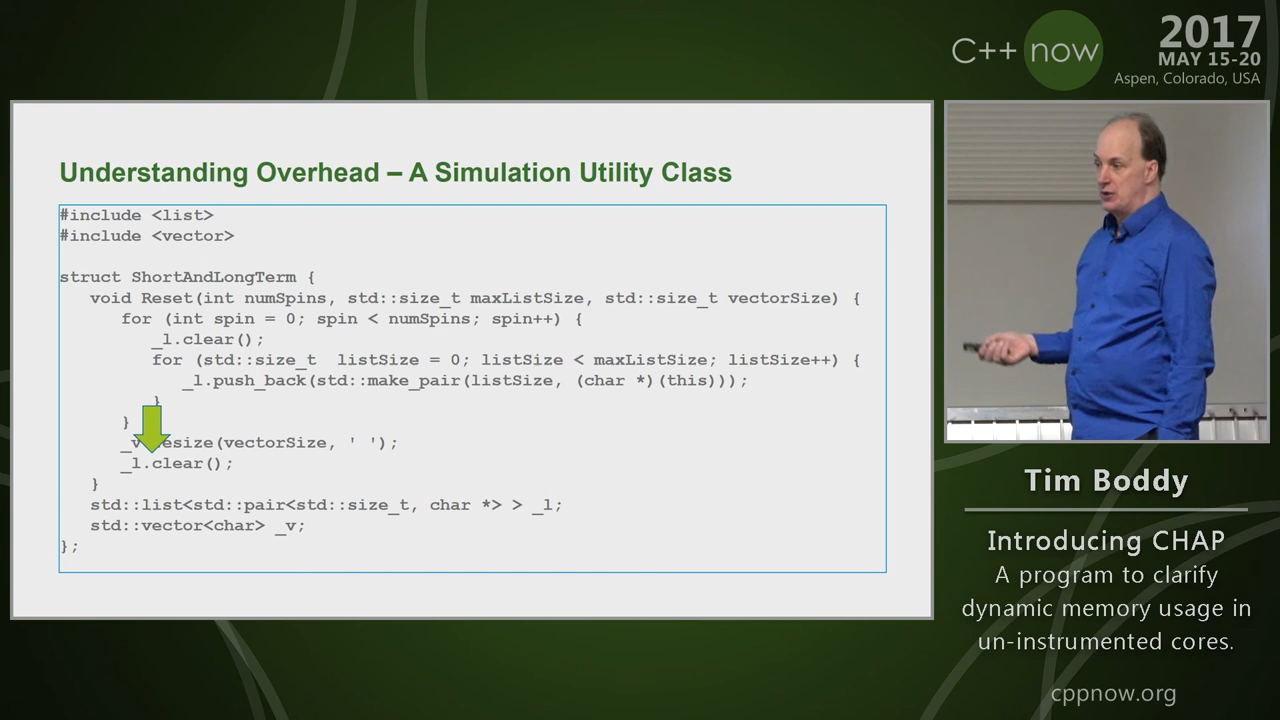 C++ now
2017
MAY 15-20
Aspen, Colorado, USA
Understanding Overhead – A Simulation Utility Class
#include <list>
#include <vector>
struct ShortAndLongTerm {
void Reset(int numSpins, std::size_t maxListSize, std::size_t vectorSize) {
for (int spin = 0; spin < numSpins; spin++) {
_l.clear();
for (std::size_t listSize = 0; listSize < maxListSize; listSize++) {
_l.push_back(std::make_pair(listSize, (char *)(this)));
}
}
esize(vectorSize, ' ');
_l.clear();
}
std::list<std::pair<std::size_t, char *> > _l;
std::vector<char> _v;
};
Tim Boddy
Introducing CHAP
A program to clarify
dynamic memory usage in
un-instrumented cores.
cppnow.org